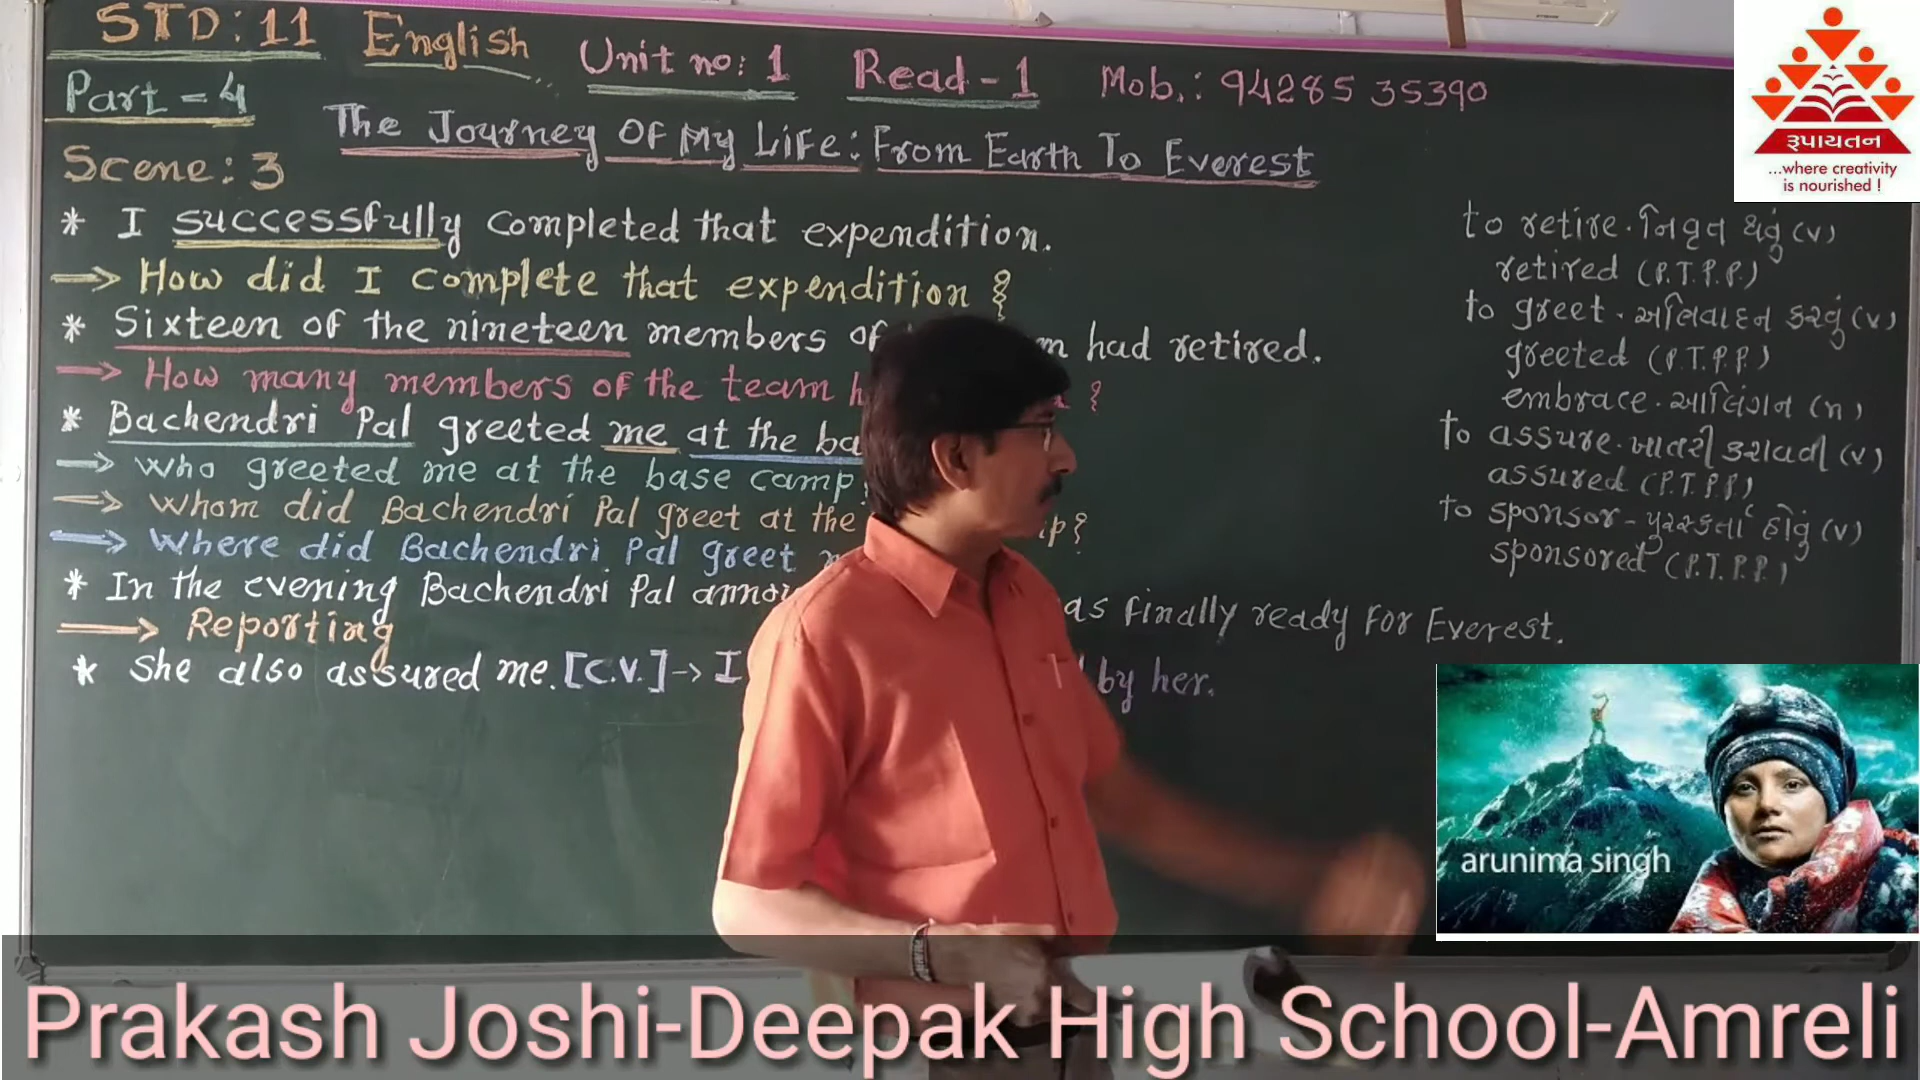 STD: 11 English Unit no: 1 Read - 1 Mob.: 94285 35390
Part - 4
The Journey Of My Life: From Earth To Everest
Scene: 3
* I successfully completed that expendition.
→ How did I complete that expendition ?
* Sixteen of the nineteen members of m had retired.
→ How many members of the team h ?
* Bachendri Pal greeted me at the ba
→ Who greeted me at the base camp
→ Whom did Bachendri Pal greet at the p?
→ Where did Bachendri Pal greet
* In the evening Bachendri Pal anno as finally ready for Everest.
→ Reporting
* She also assured me. [C.V.] → I by her.
to retire. નિવૃત થવું (v)
retired (P.T.P.P.)
to greet. અભિવાદન કરવું (v)
greeted (P.T.P.P.)
embrace. આલિંગન (n)
to assure. ખાતરી કરાવવી (v)
assured (P.T.P.P.)
to sponsor - પુરસ્કર્તા હોવું (v)
sponsored (P.T.P.P.)
રૂપાયતન
...where creativity
is nourished !
arunima singh
Prakash Joshi-Deepak High School-Amreli